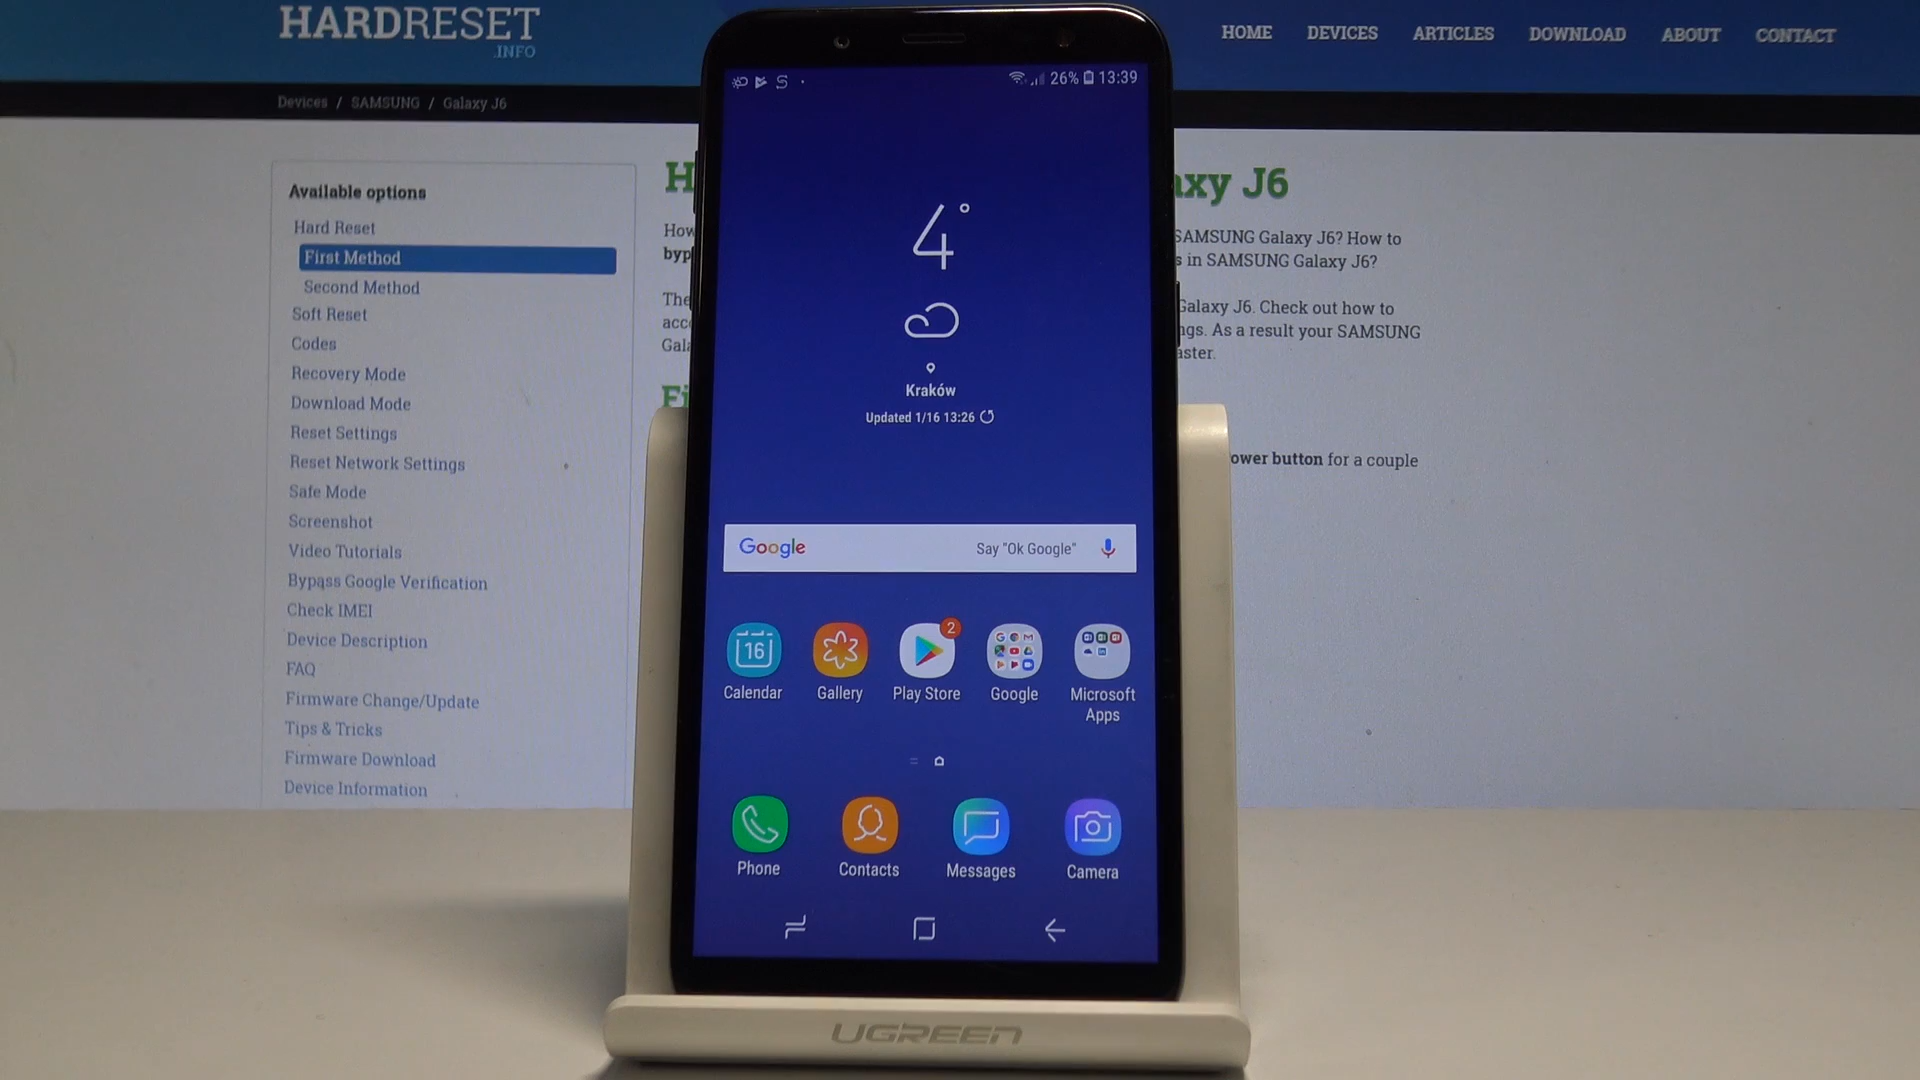 HARDRESET
.INFO
HOME DEVICES ARTICLES DOWNLOAD ABOUT CONTACT
Devices / SAMSUNG / Galaxy J6
Available options
Hard Reset
First Method
Second Method
Soft Reset
Codes
Recovery Mode
Download Mode
Reset Settings
Reset Network Settings
Safe Mode
Screenshot
Video Tutorials
Bypass Google Verification
Check IMEI
Device Description
FAQ
Firmware Change/Update
Tips & Tricks
Firmware Download
Device Information
J6
SAMSUNG Galaxy J6? How to
in SAMSUNG Galaxy J6?
Galaxy J6. Check out how to
As a result your SAMSUNG
button for a couple
26% 13:39
4°
Kraków
Updated 1/16 13:26
Google Say "Ok Google"
16
2
Calendar Gallery Play Store Google Microsoft
Apps
Phone Contacts Messages Camera
UGREEN